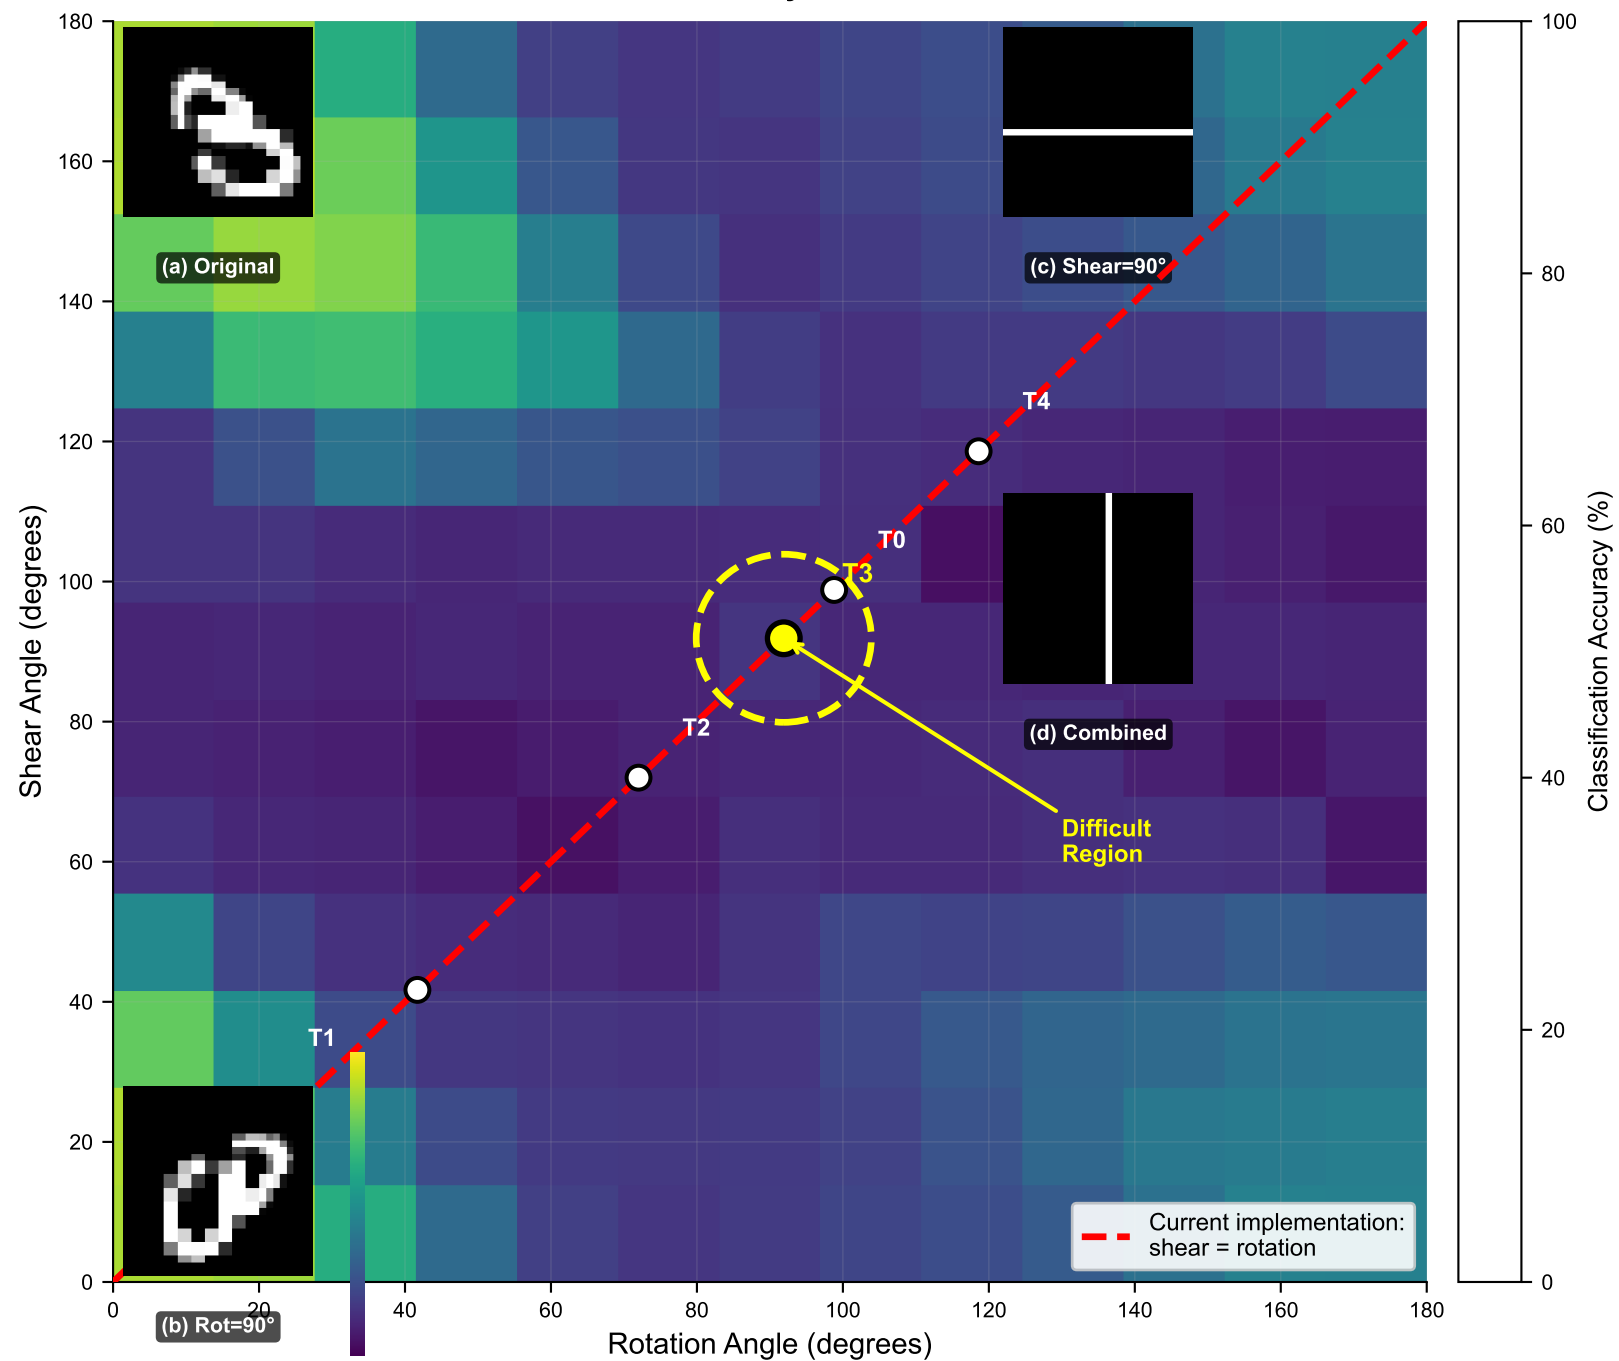 180
160
140
120
100
80
60
40
20
0
Shear Angle (degrees)
(a) Original
(c) Shear=90°
T4
T0
T3
T2
(d) Combined
Difficult
Region
T1
(b) Rot=90°
Current implementation:
shear = rotation
0
20
40
60
80
100
120
140
160
180
Rotation Angle (degrees)
100
80
60
40
20
0
Classification Accuracy (%)